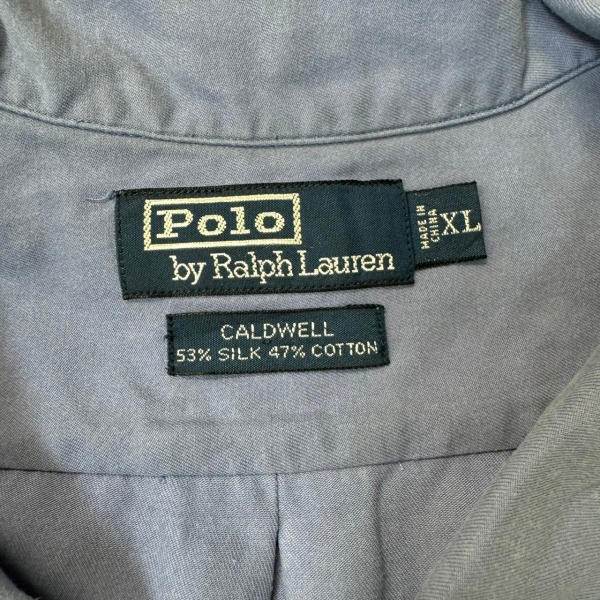 Polo
by Ralph Lauren
MADE IN
CHINA
XL
CALDWELL
53% SILK 47% COTTON